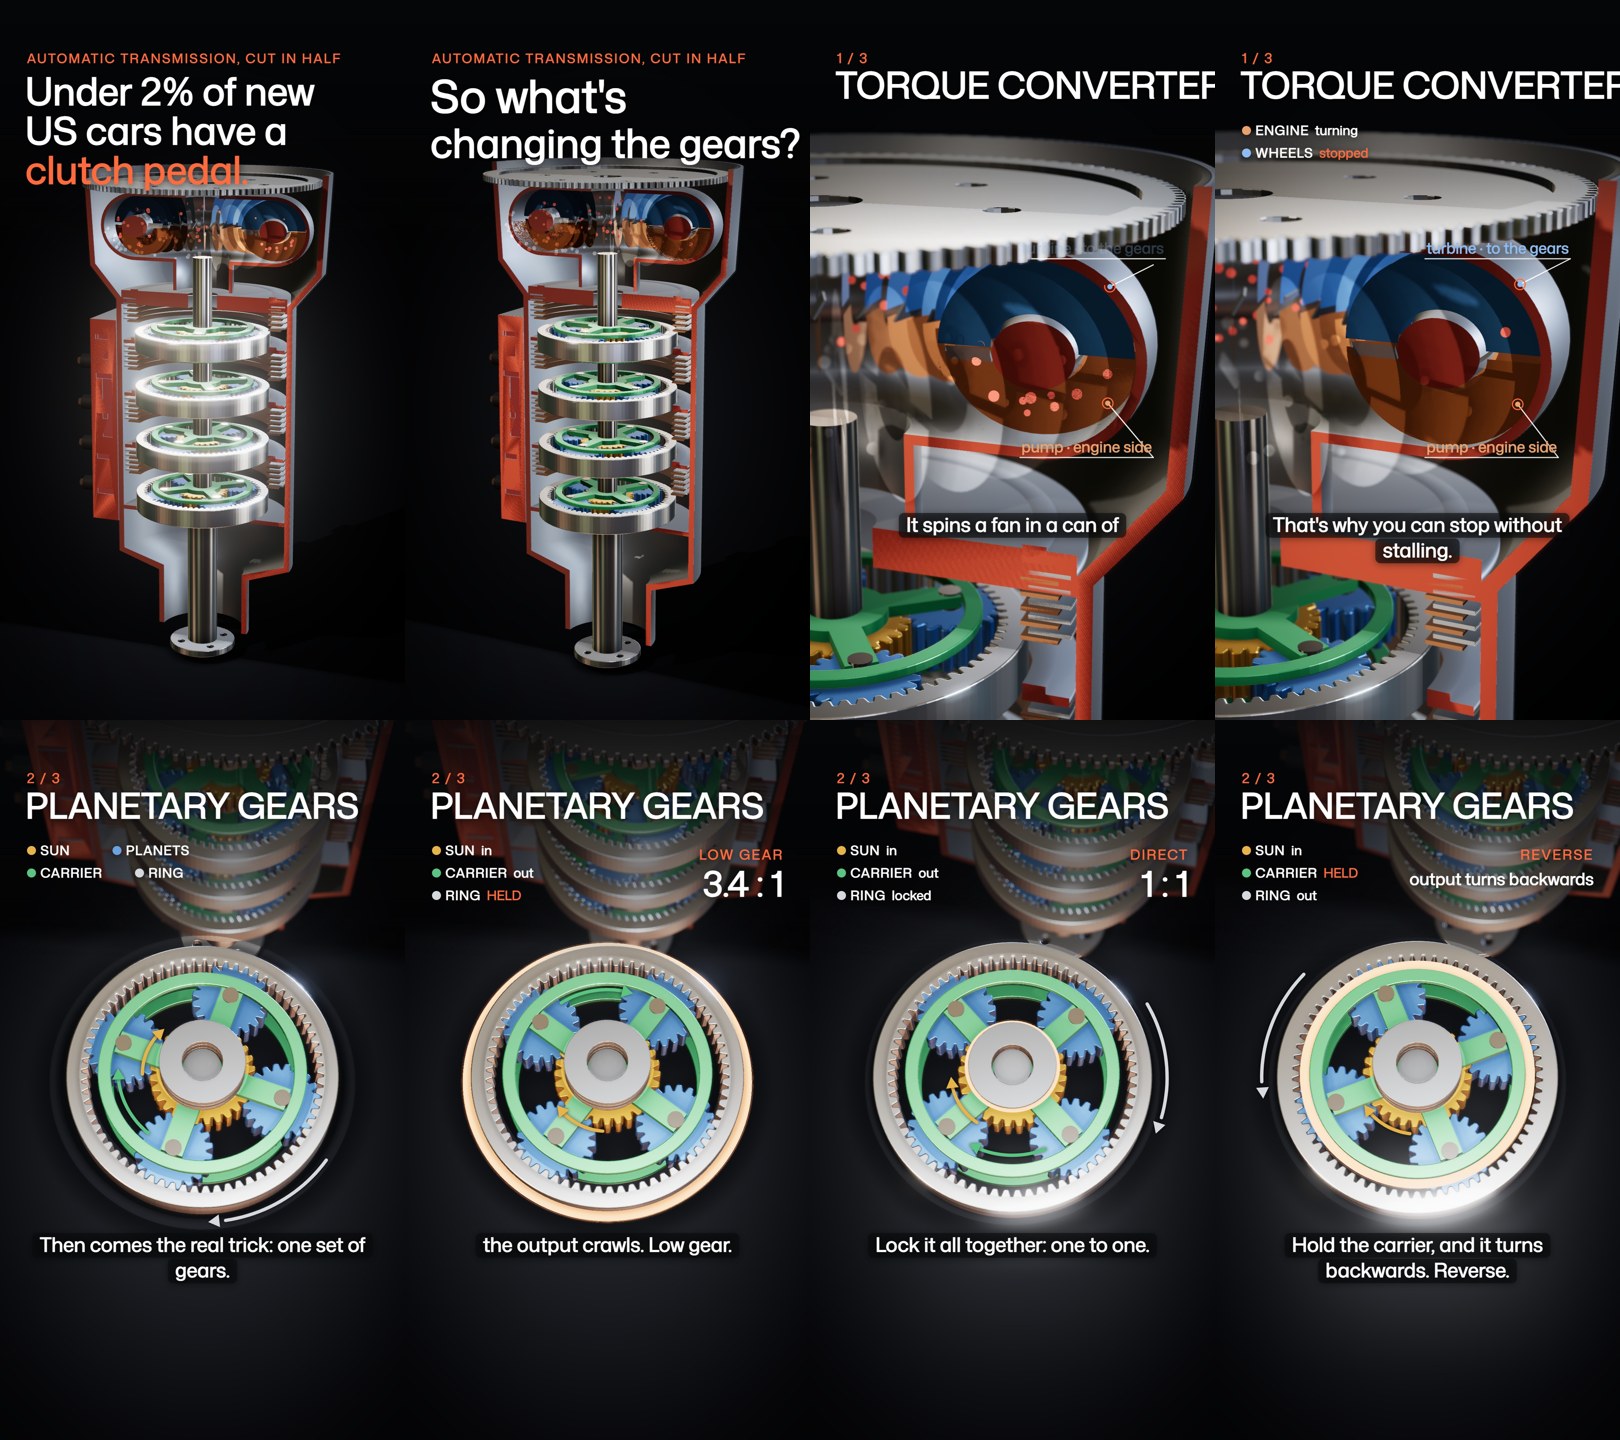 AUTOMATIC TRANSMISSION, CUT IN HALF
Under 2% of new
US cars have a
clutch pedal.
AUTOMATIC TRANSMISSION, CUT IN HALF
So what's
changing the gears?
1 / 3
TORQUE CONVERTER
turbine · to the gears
pump · engine side
It spins a fan in a can of
1 / 3
TORQUE CONVERTER
ENGINE turning
WHEELS stopped
turbine · to the gears
pump · engine side
That's why you can stop without
stalling.
2 / 3
PLANETARY GEARS
SUN PLANETS
CARRIER RING
Then comes the real trick: one set of
gears.
2 / 3
PLANETARY GEARS
SUN in
CARRIER out
RING HELD
LOW GEAR
3.4 : 1
the output crawls. Low gear.
2 / 3
PLANETARY GEARS
SUN in
CARRIER out
RING locked
DIRECT
1 : 1
Lock it all together: one to one.
2 / 3
PLANETARY GEARS
SUN in
CARRIER HELD
RING out
REVERSE
output turns backwards
Hold the carrier, and it turns
backwards. Reverse.